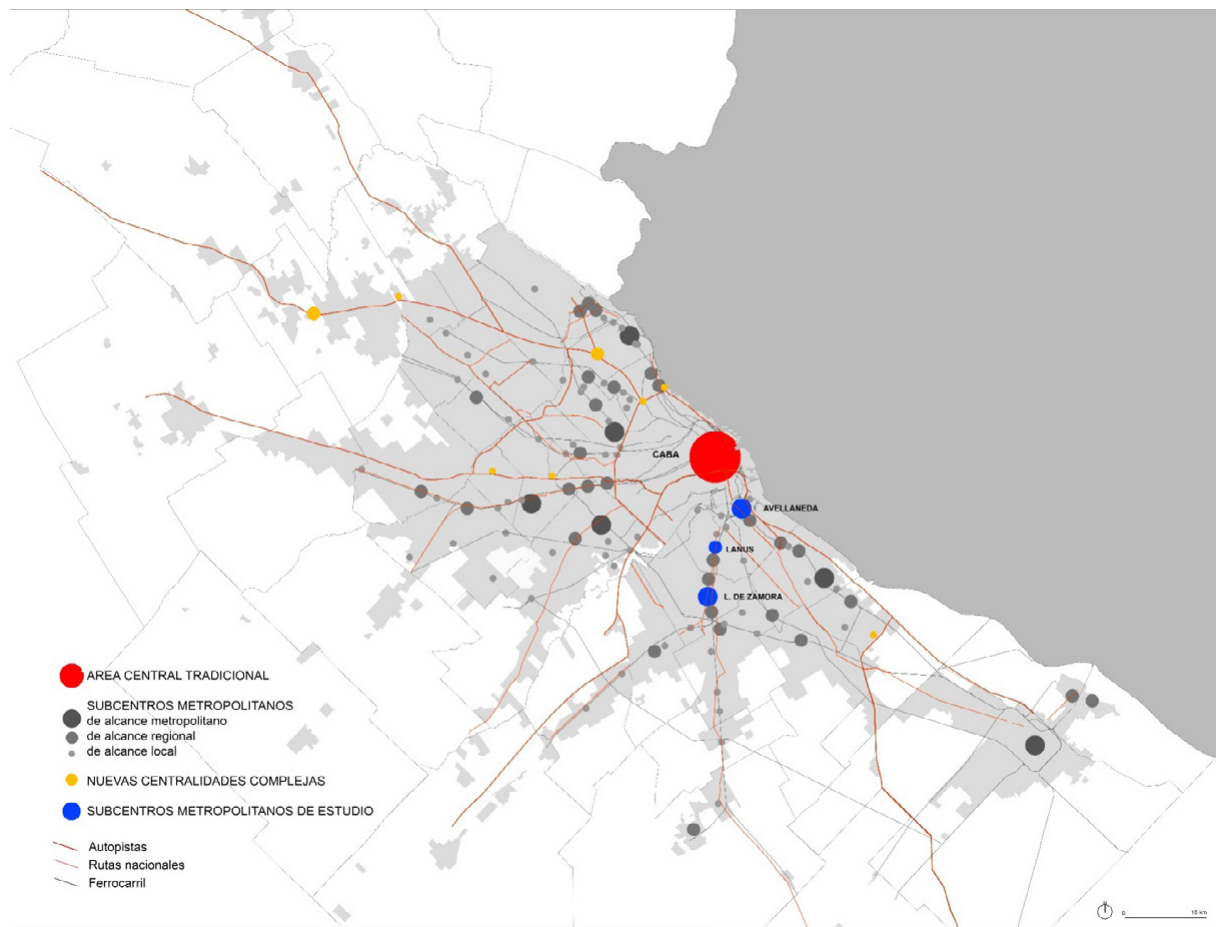 CABA
AVELLANEDA
LANUS
L. DE ZAMORA
AREA CENTRAL TRADICIONAL
SUBCENTROS METROPOLITANOS
de alcance metropolitano
de alcance regional
de alcance local
NUEVAS CENTRALIDADES COMPLEJAS
SUBCENTROS METROPOLITANOS DE ESTUDIO
Autopistas
Rutas nacionales
Ferrocarril
0 10 km